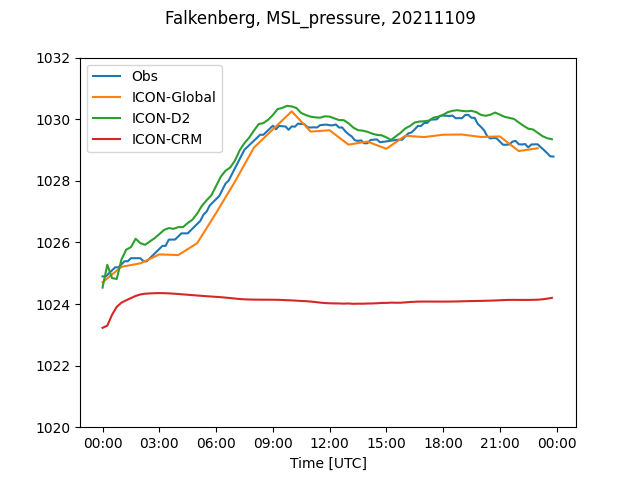 Falkenberg, MSL_pressure, 20211109
1032
1030
1028
1026
1024
1022
1020
Obs
ICON-Global
ICON-D2
ICON-CRM
00:00 03:00 06:00 09:00 12:00 15:00 18:00 21:00 00:00
Time [UTC]